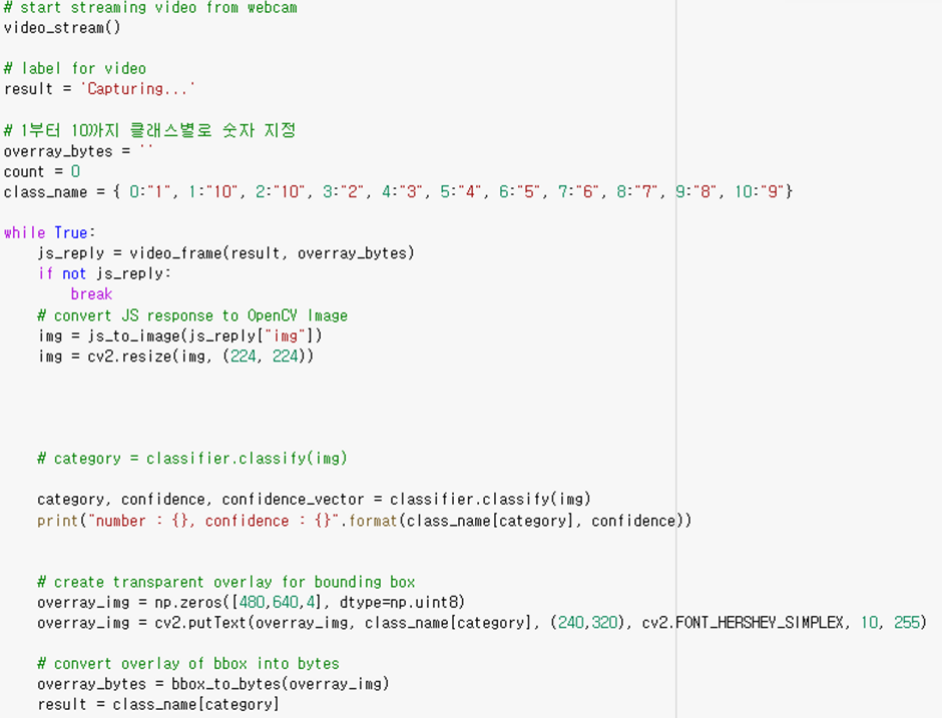 # start streaming video from webcam
video_stream()
# label for video
result = 'Capturing...'
# 1부터 10까지 클래스별로 숫자 지정
overray_bytes = ''
count = 0
class_name = { 0:"1", 1:"10", 2:"10", 3:"2", 4:"3", 5:"4", 6:"5", 7:"6", 8:"7", 9:"8", 10:"9"}
while True:
    js_reply = video_frame(result, overray_bytes)
    if not js_reply:
        break
    # convert JS response to OpenCV Image
    img = js_to_image(js_reply["img"])
    img = cv2.resize(img, (224, 224))
    # category = classifier.classify(img)
    category, confidence, confidence_vector = classifier.classify(img)
    print("number : {}, confidence : {}".format(class_name[category], confidence))
    # create transparent overlay for bounding box
    overray_img = np.zeros([480,640,4], dtype=np.uint8)
    overray_img = cv2.putText(overray_img, class_name[category], (240,320), cv2.FONT_HERSHEY_SIMPLEX, 10, 255)
    # convert overlay of bbox into bytes
    overray_bytes = bbox_to_bytes(overray_img)
    result = class_name[category]